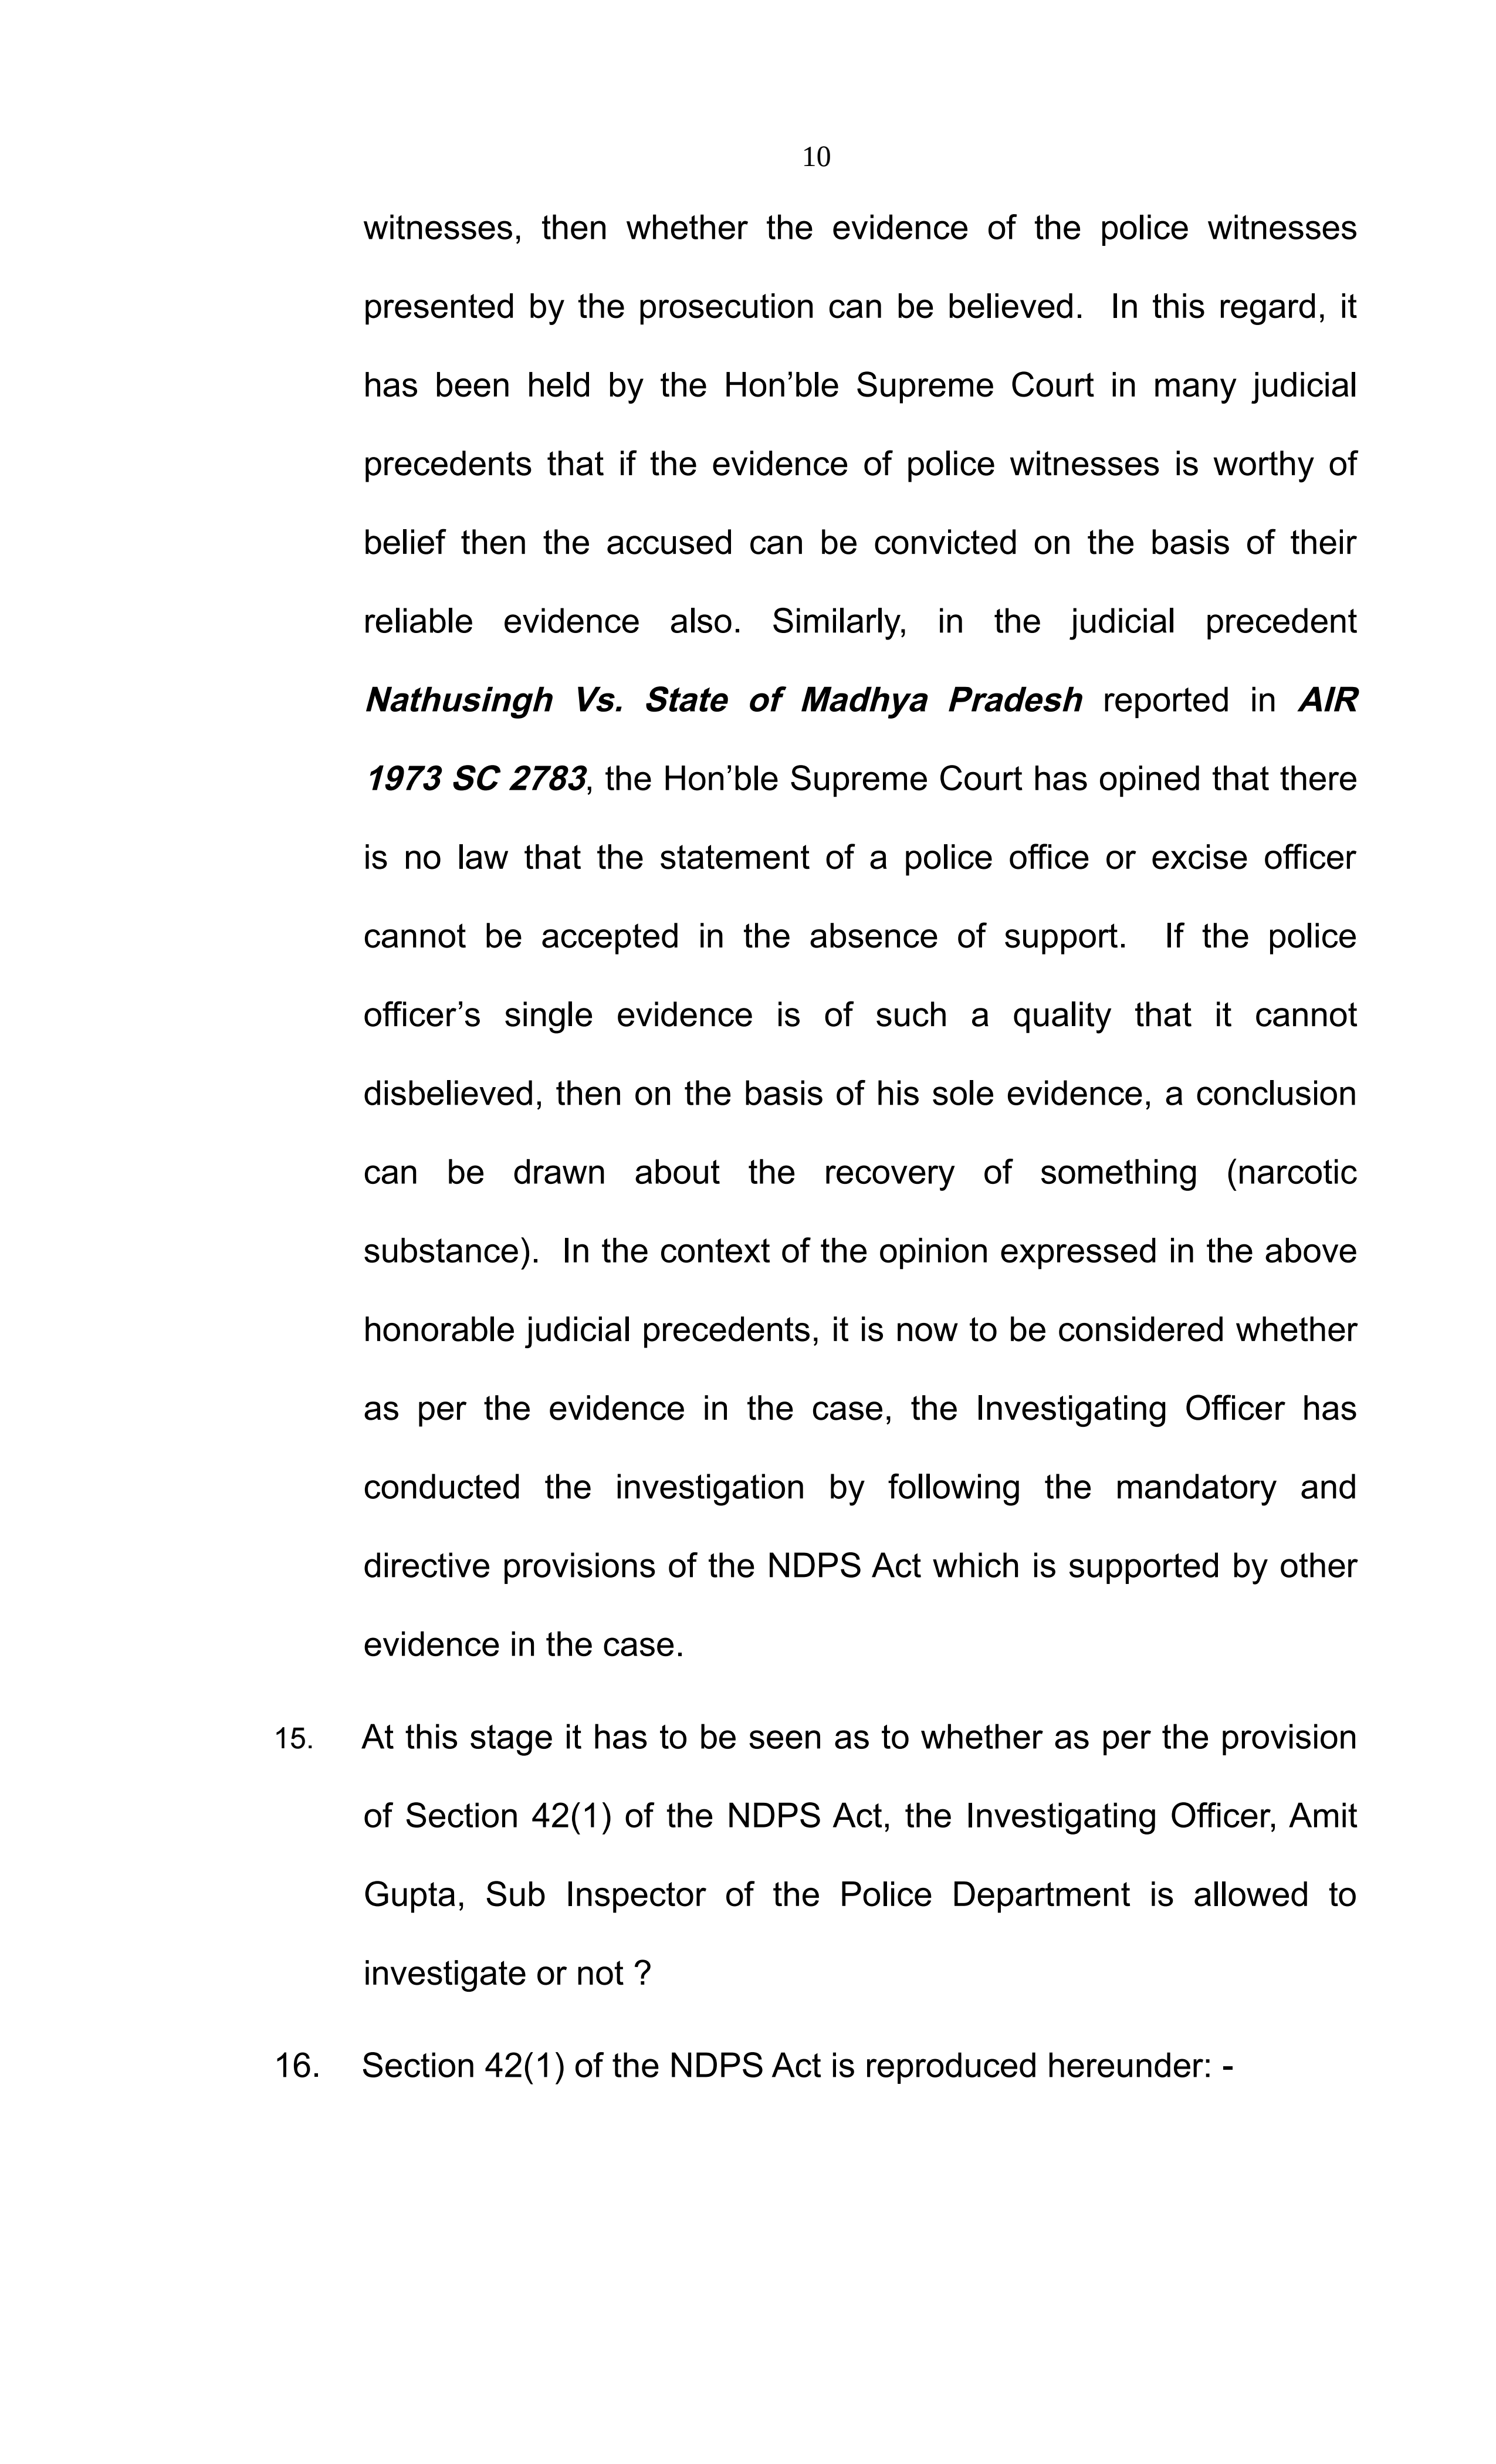 10
witnesses, then whether the evidence of the police witnesses
presented by the prosecution can be believed. In this regard, it
has been held by the Hon’ble Supreme Court in many judicial
precedents that if the evidence of police witnesses is worthy of
belief then the accused can be convicted on the basis of their
reliable evidence also. Similarly, in the judicial precedent
Nathusingh Vs. State of Madhya Pradesh reported in AIR
1973 SC 2783, the Hon’ble Supreme Court has opined that there
is no law that the statement of a police office or excise officer
cannot be accepted in the absence of support. If the police
officer’s single evidence is of such a quality that it cannot
disbelieved, then on the basis of his sole evidence, a conclusion
can be drawn about the recovery of something (narcotic
substance). In the context of the opinion expressed in the above
honorable judicial precedents, it is now to be considered whether
as per the evidence in the case, the Investigating Officer has
conducted the investigation by following the mandatory and
directive provisions of the NDPS Act which is supported by other
evidence in the case.
15. At this stage it has to be seen as to whether as per the provision
of Section 42(1) of the NDPS Act, the Investigating Officer, Amit
Gupta, Sub Inspector of the Police Department is allowed to
investigate or not ?
16. Section 42(1) of the NDPS Act is reproduced hereunder: -